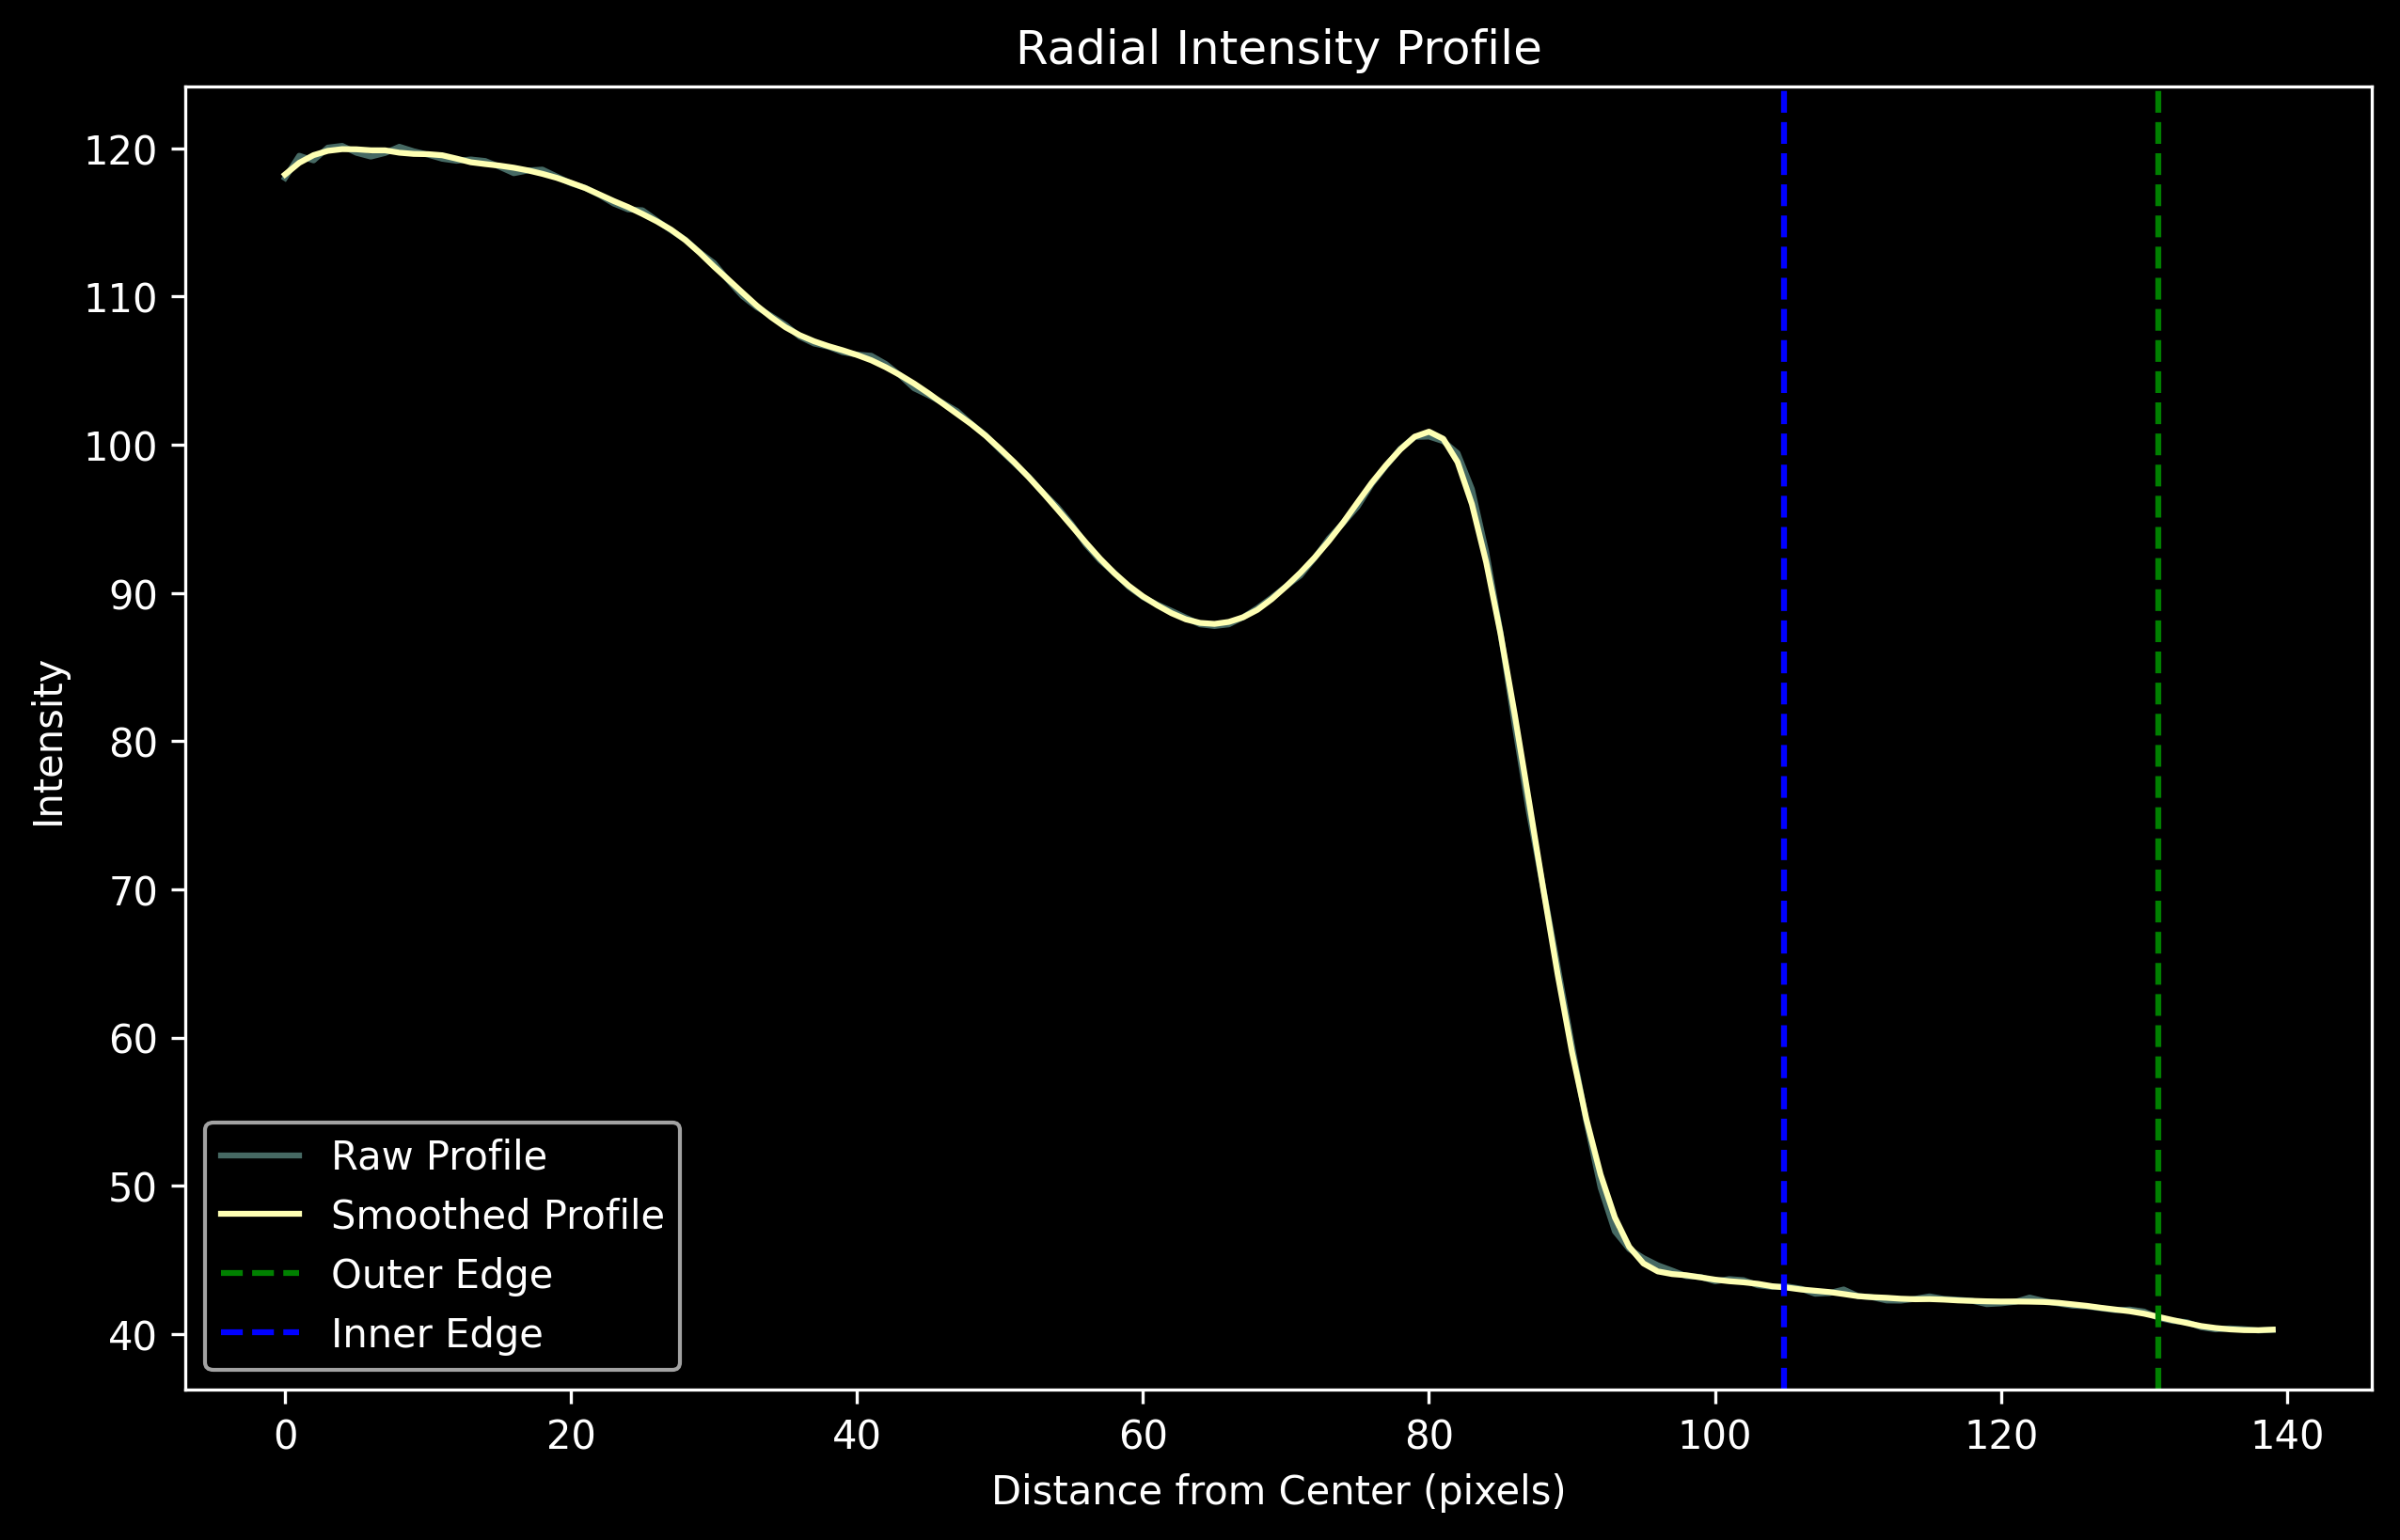 Radial Intensity Profile
120
110
100
90
80
70
60
50
40
Intensity
Raw Profile
Smoothed Profile
Outer Edge
Inner Edge
0 20 40 60 80 100 120 140
Distance from Center (pixels)